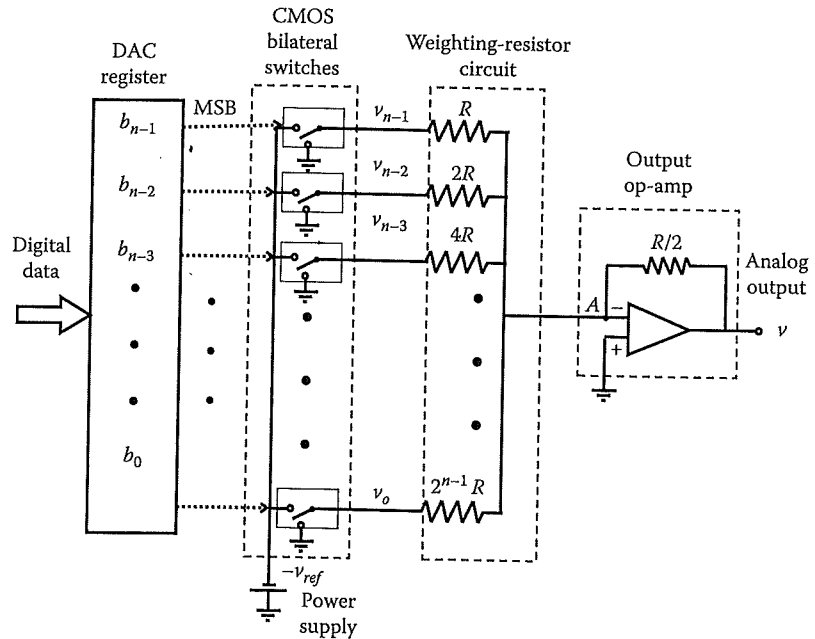 CMOS
bilateral
switches
DAC
register
Weighting-resistor
circuit
MSB
b_{n−1}
v_{n−1}
R
b_{n−2}
v_{n−2}
2R
Output
op-amp
b_{n−3}
v_{n−3}
4R
Digital
data
R/2
Analog
output
A
−
+
v
b_0
v_o
2^{n−1} R
−v_{ref}
Power
supply